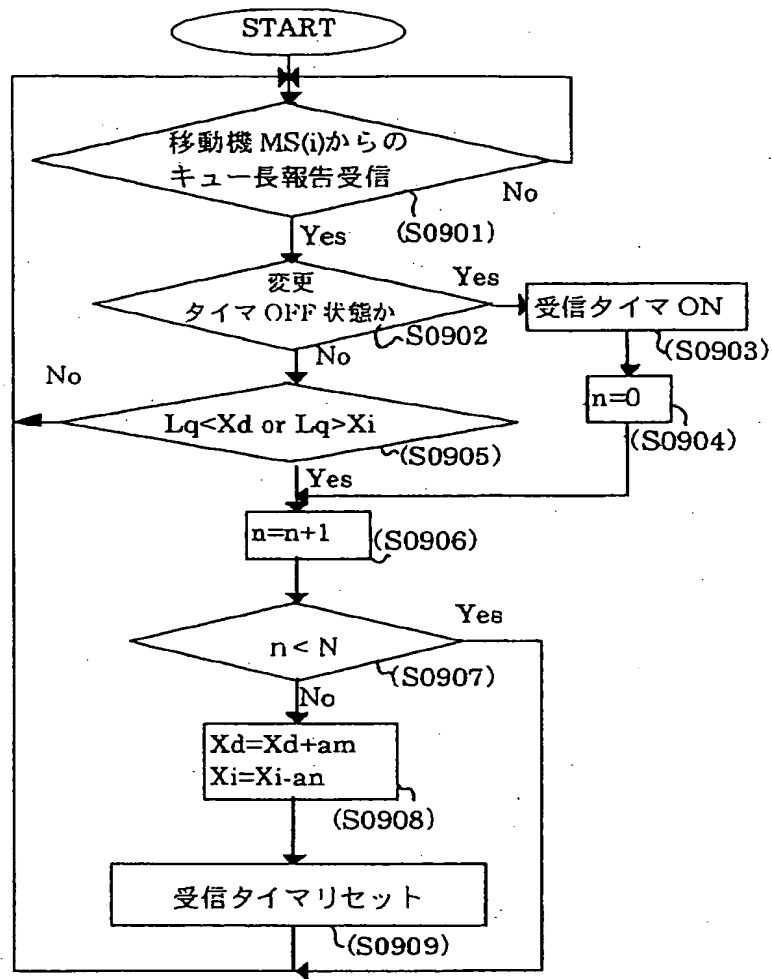 START
移動機 MS(i)からの
キュー長報告受信
No
(S0901)
Yes
変更
タイマ OFF 状態か
Yes
S0902
受信タイマ ON
(S0903)
No
n=0
(S0904)
No
Lq<Xd or Lq>Xi
(S0905)
Yes
n=n+1
(S0906)
Yes
n< N
(S0907)
No
Xd=Xd+am
Xi=Xi-an
(S0908)
受信タイマリセット
(S0909)